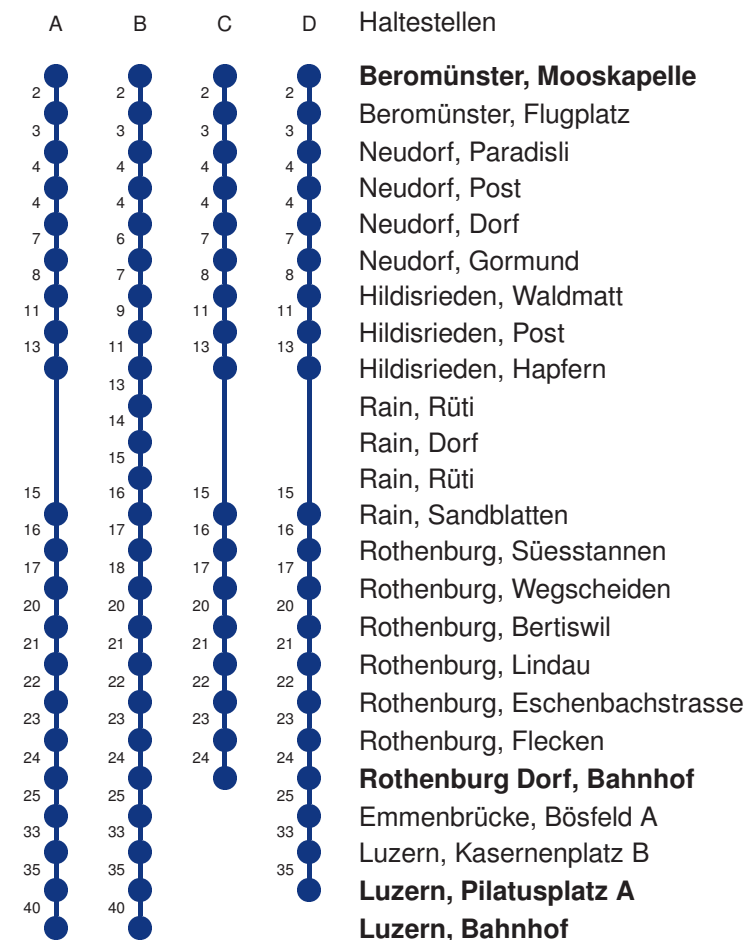 A B C D Haltestellen
Beromünster, Mooskapelle
2 2 2 2 Beromünster, Flugplatz
3 3 3 3 Neudorf, Paradisli
4 4 4 4 Neudorf, Post
4 4 4 4 Neudorf, Dorf
7 6 7 7 Neudorf, Gormund
8 7 8 8 Hildisrieden, Waldmatt
11 9 11 11 Hildisrieden, Post
13 11 13 13 Hildisrieden, Hapfern
13 Rain, Rüti
14 Rain, Dorf
15 Rain, Rüti
15 16 15 15 Rain, Sandblatten
16 17 16 16 Rothenburg, Süesstannen
17 18 17 17 Rothenburg, Wegscheiden
20 20 20 20 Rothenburg, Bertiswil
21 21 21 21 Rothenburg, Lindau
22 22 22 22 Rothenburg, Eschenbachstrasse
23 23 23 23 Rothenburg, Flecken
24 24 24 24 Rothenburg Dorf, Bahnhof
25 25 25 Emmenbrücke, Bösfeld A
33 33 33 Luzern, Kasernenplatz B
35 35 35 Luzern, Pilatusplatz A
40 40 Luzern, Bahnhof